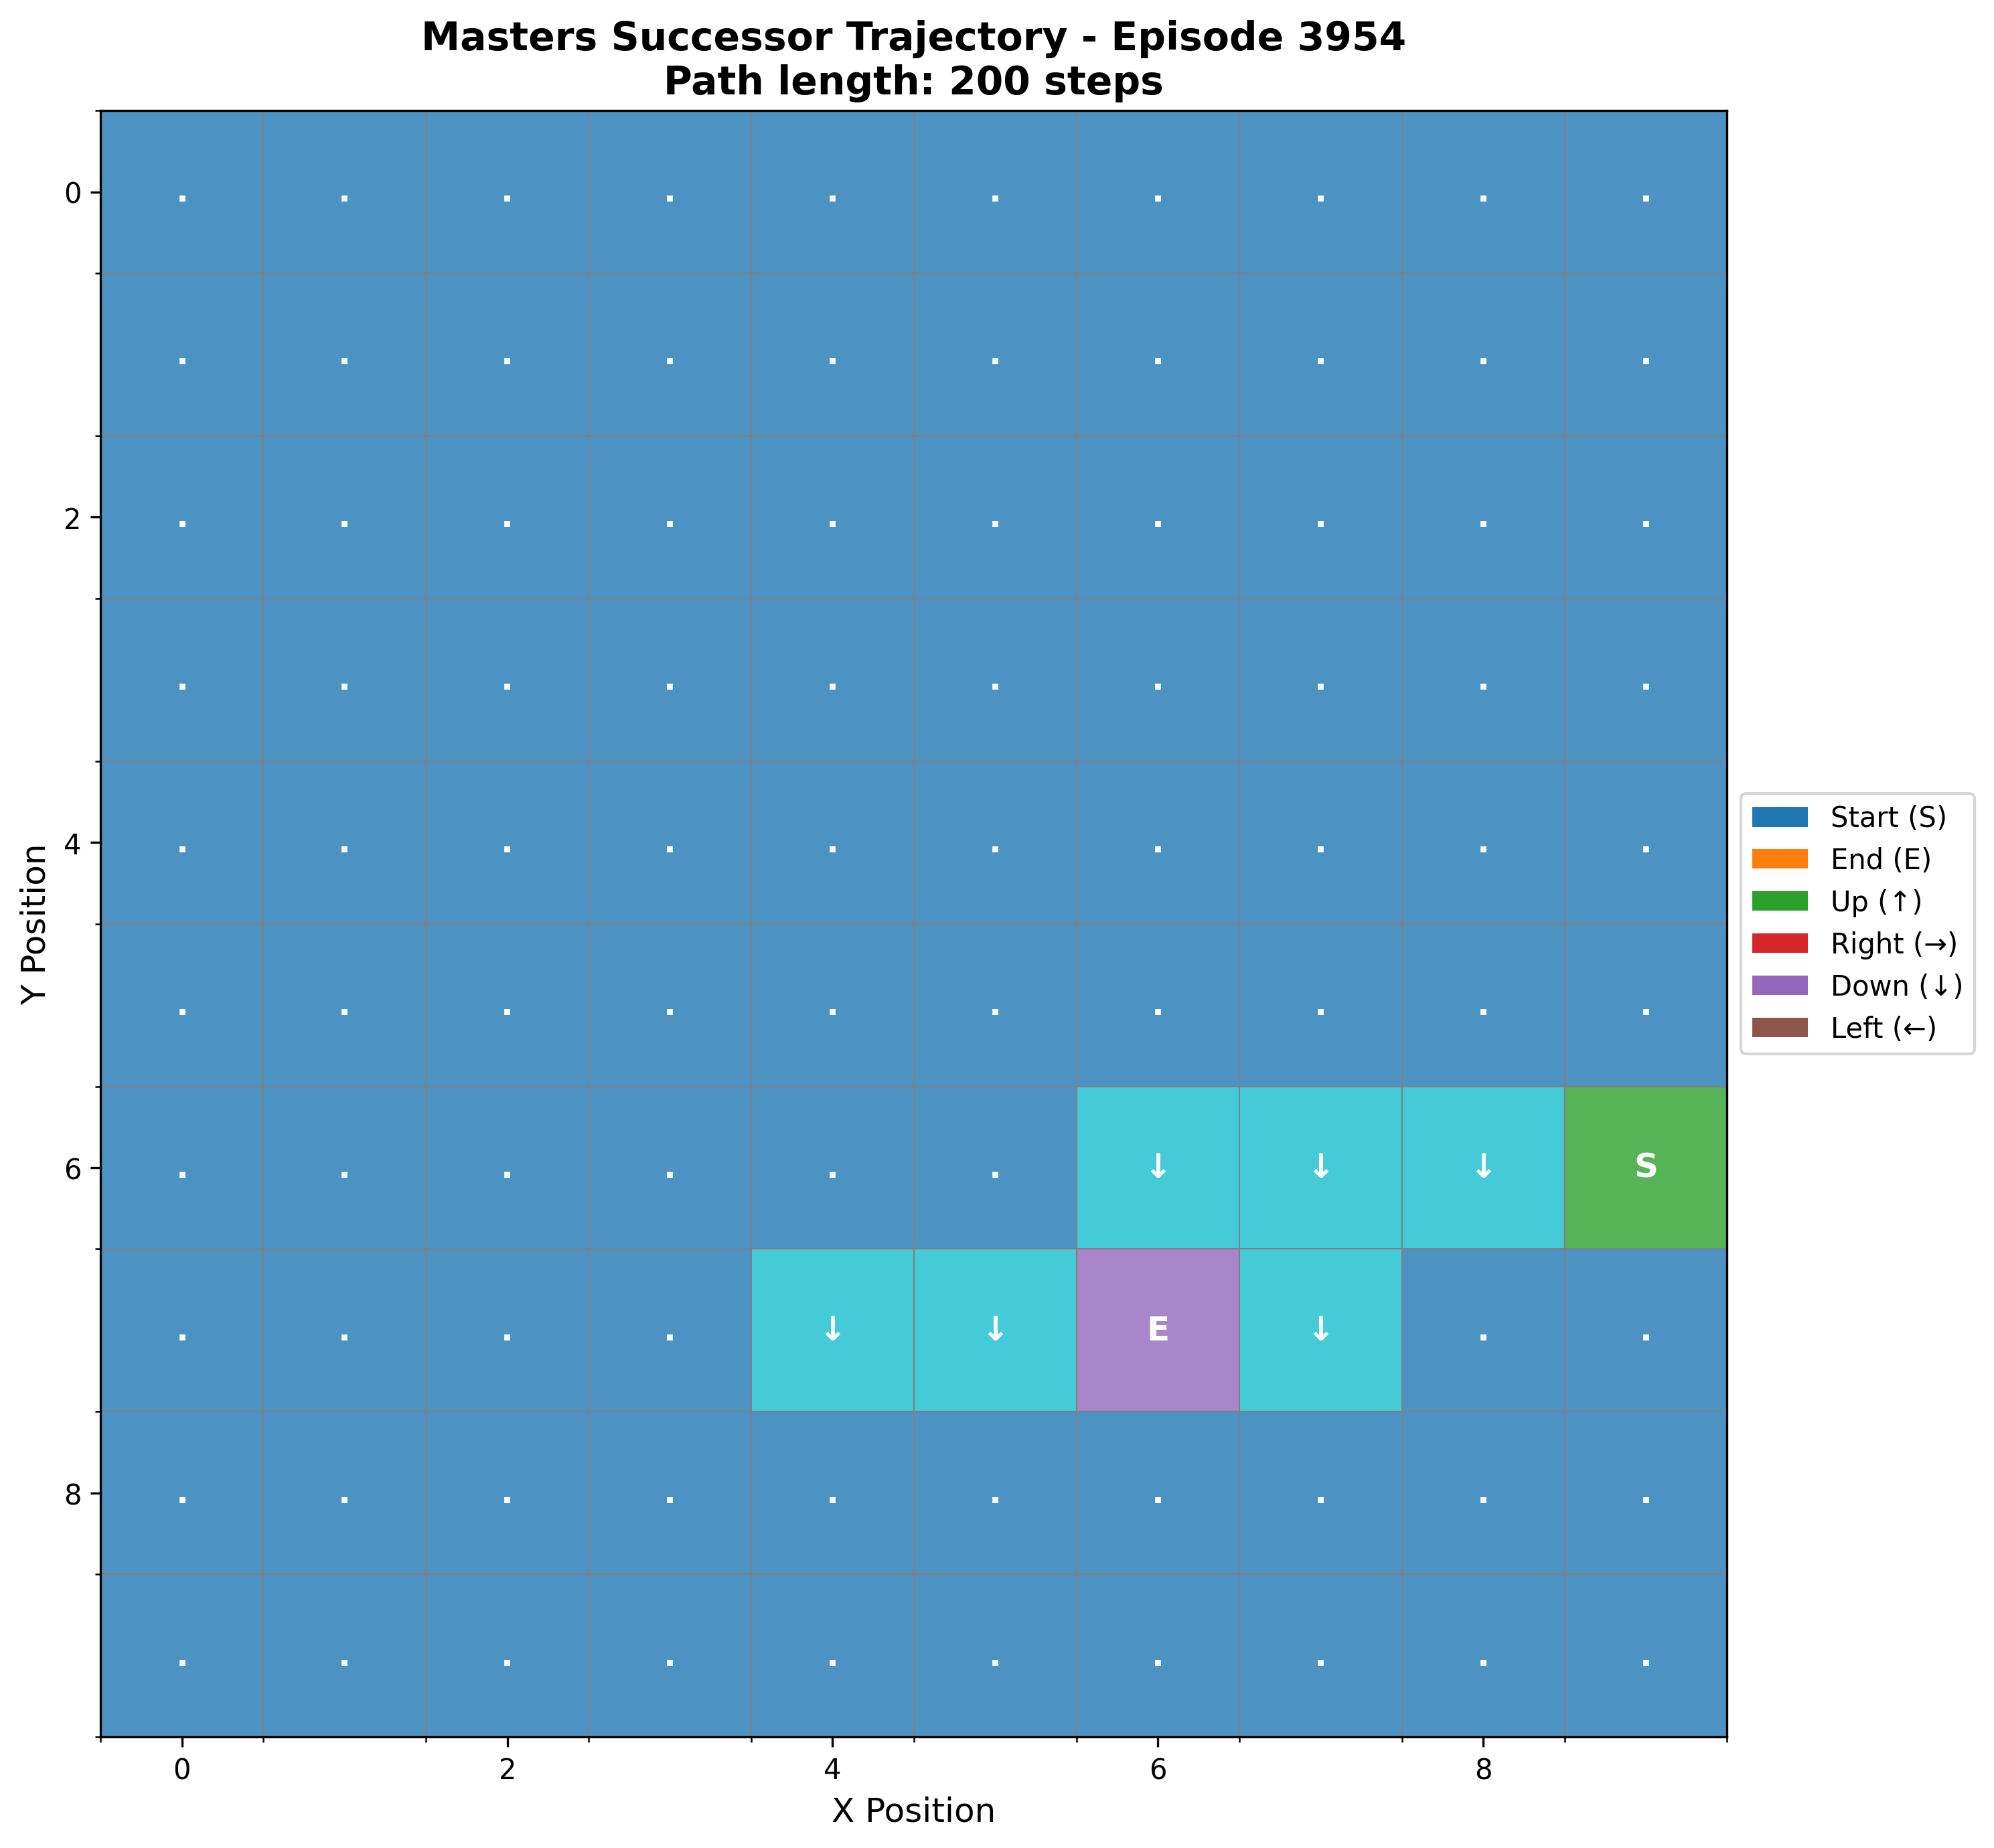 Masters Successor Trajectory - Episode 3954
Path length: 200 steps
0
2
4
6
8
Y Position
. . . . . . . . . .
. . . . . . . . . .
. . . . . . . . . .
. . . . . . . . . .
. . . . . . . . . .
. . . . . . . . . .
. . . . . . ↓ ↓ ↓ S
. . . . ↓ ↓ E ↓ . .
. . . . . . . . . .
. . . . . . . . . .
0 2 4 6 8
X Position
Start (S)
End (E)
Up (↑)
Right (→)
Down (↓)
Left (←)